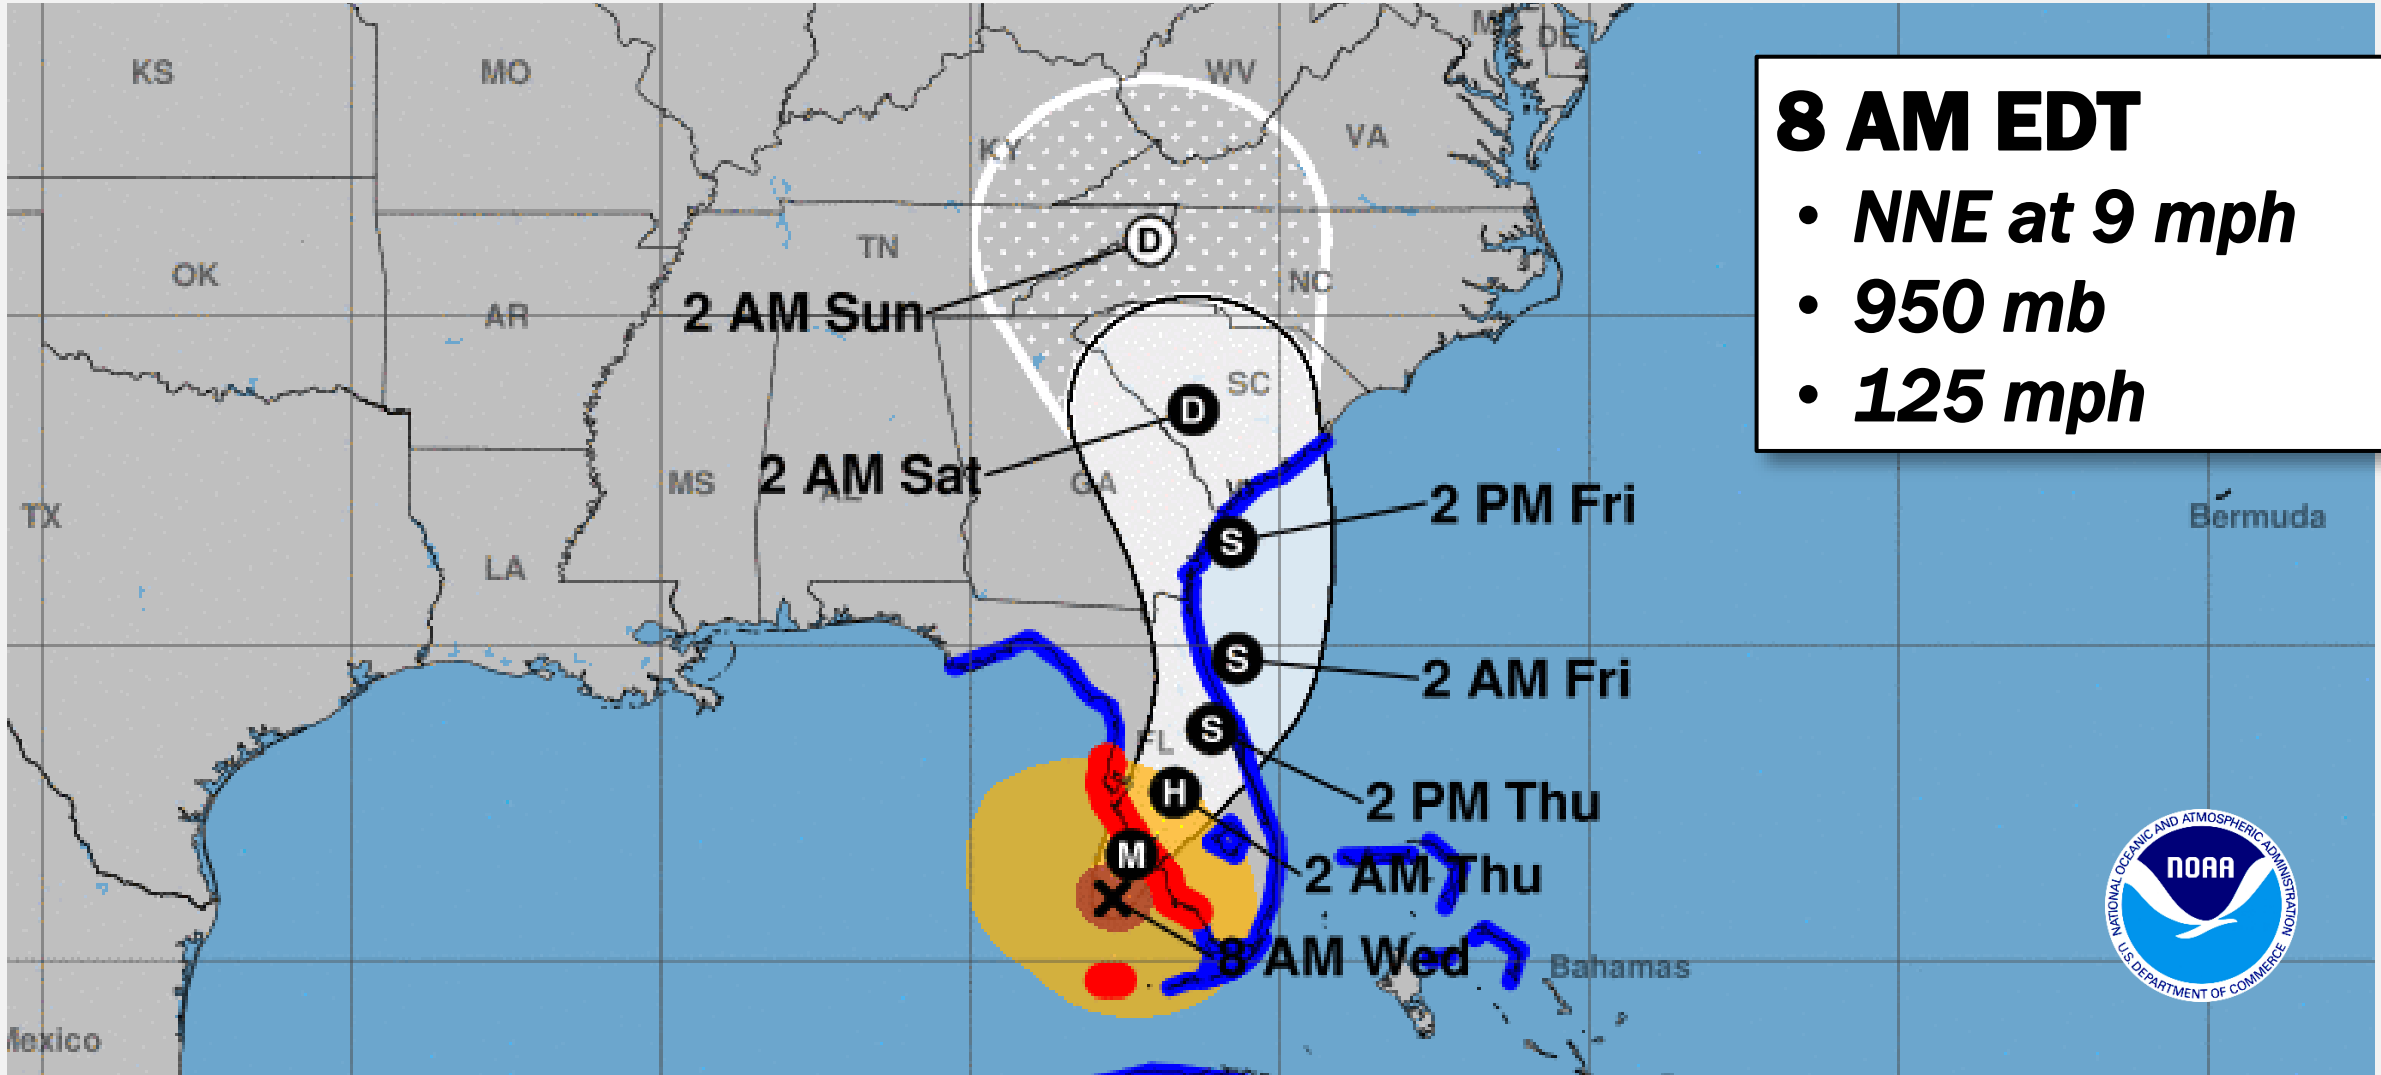 KS
MO
WV
DE
KY
VA
OK
AR
TN
NC
2 AM Sun
SC
TX
MS
AL
GA
2 AM Sat
LA
FL
D
D
S
S
S
H
M
2 PM Fri
2 AM Fri
2 PM Thu
2 AM Thu
8 AM Wed
Bermuda
Bahamas
Mexico
8 AM EDT
• NNE at 9 mph
• 950 mb
• 125 mph
NATIONAL OCEANIC AND ATMOSPHERIC ADMINISTRATION
NOAA
U.S. DEPARTMENT OF COMMERCE